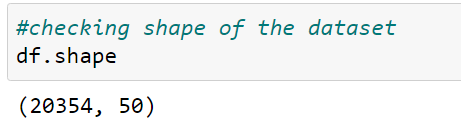 #checking shape of the dataset
df.shape
(20354, 50)